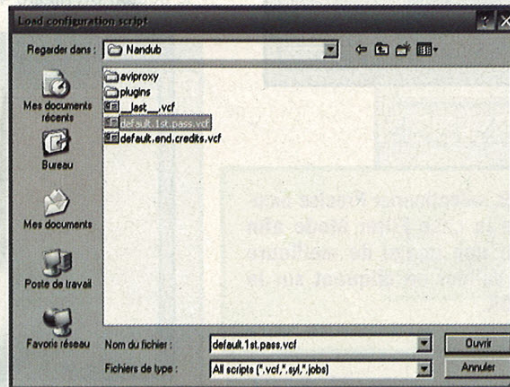 Load configuration script
Regarder dans : Nandub
aviproxy
plugins
__last__.vcf
default.1st.pass.vcf
default.end.credits.vcf
Mes documents récents
Bureau
Mes documents
Poste de travail
Favoris réseau
Nom du fichier : default.1st.pass.vcf Ouvrir
Fichiers de type : All scripts (*.vcf,*.syl,*.jobs) Annuler